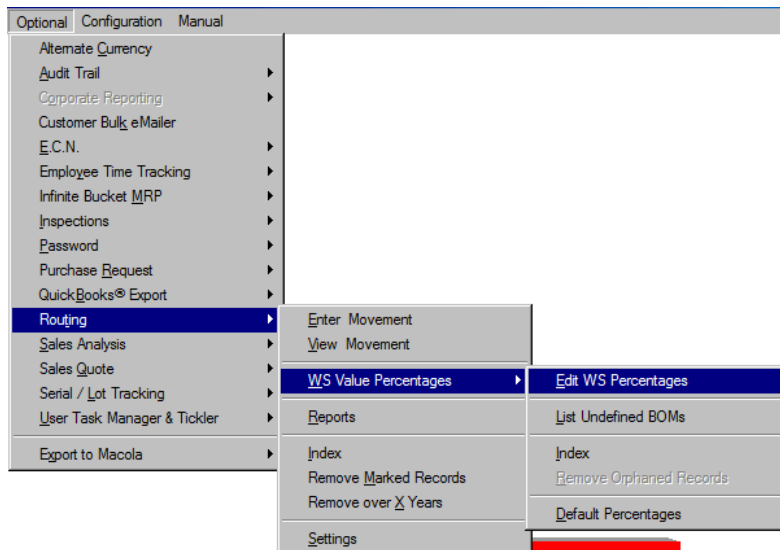 Optional Configuration Manual
Alternate Currency
Audit Trail
Corporate Reporting
Customer Bulk eMailer
E.C.N.
Employee Time Tracking
Infinite Bucket MRP
Inspections
Password
Purchase Request
QuickBooks® Export
Routing
Sales Analysis
Sales Quote
Serial / Lot Tracking
User Task Manager & Tickler
Export to Macola
Enter Movement
View Movement
WS Value Percentages
Reports
Index
Remove Marked Records
Remove over X Years
Settings
Edit WS Percentages
List Undefined BOMs
Index
Remove Orphaned Records
Default Percentages